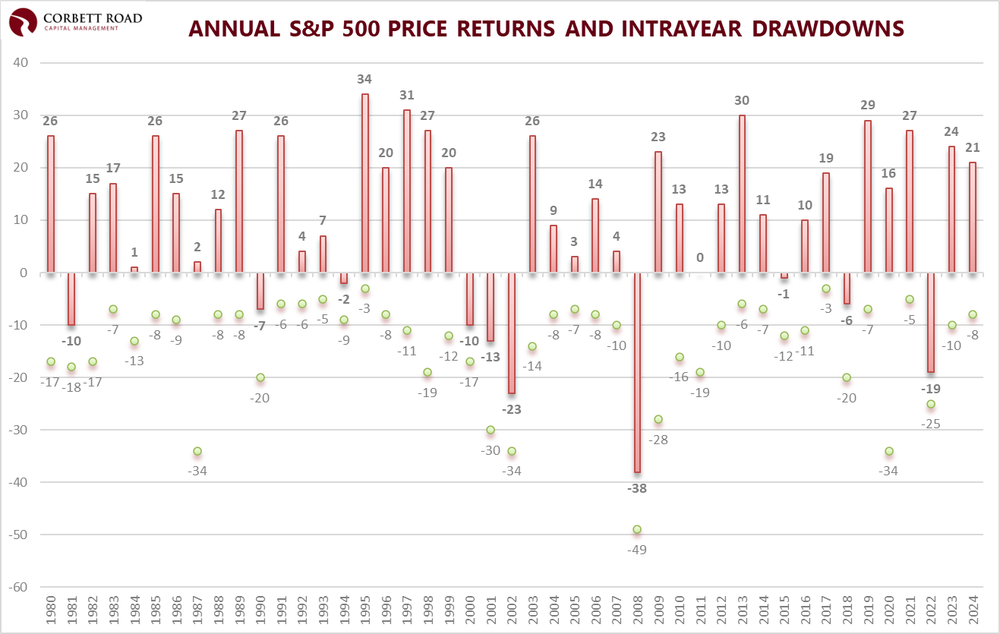 CORBETT ROAD
CAPITAL MANAGEMENT
ANNUAL S&P 500 PRICE RETURNS AND INTRAYEAR DRAWDOWNS
40
30
20
10
0
-10
-20
-30
-40
-50
-60
26 -10 15 17 1 26 15 2 12 27 -7 26 4 7 -2 34 20 31 27 20 -10 -13 -23 26 9 3 14 4 -38 23 13 0 13 30 11 -1 10 19 -6 29 16 27 -19 24 21
-17 -18 -17 -7 -13 -8 -9 -34 -8 -8 -20 -6 -6 -5 -9 -3 -8 -11 -19 -12 -17 -30 -34 -14 -8 -7 -8 -10 -49 -28 -16 -19 -10 -6 -7 -12 -11 -3 -20 -7 -34 -5 -25 -10 -8
1980 1981 1982 1983 1984 1985 1986 1987 1988 1989 1990 1991 1992 1993 1994 1995 1996 1997 1998 1999 2000 2001 2002 2003 2004 2005 2006 2007 2008 2009 2010 2011 2012 2013 2014 2015 2016 2017 2018 2019 2020 2021 2022 2023 2024